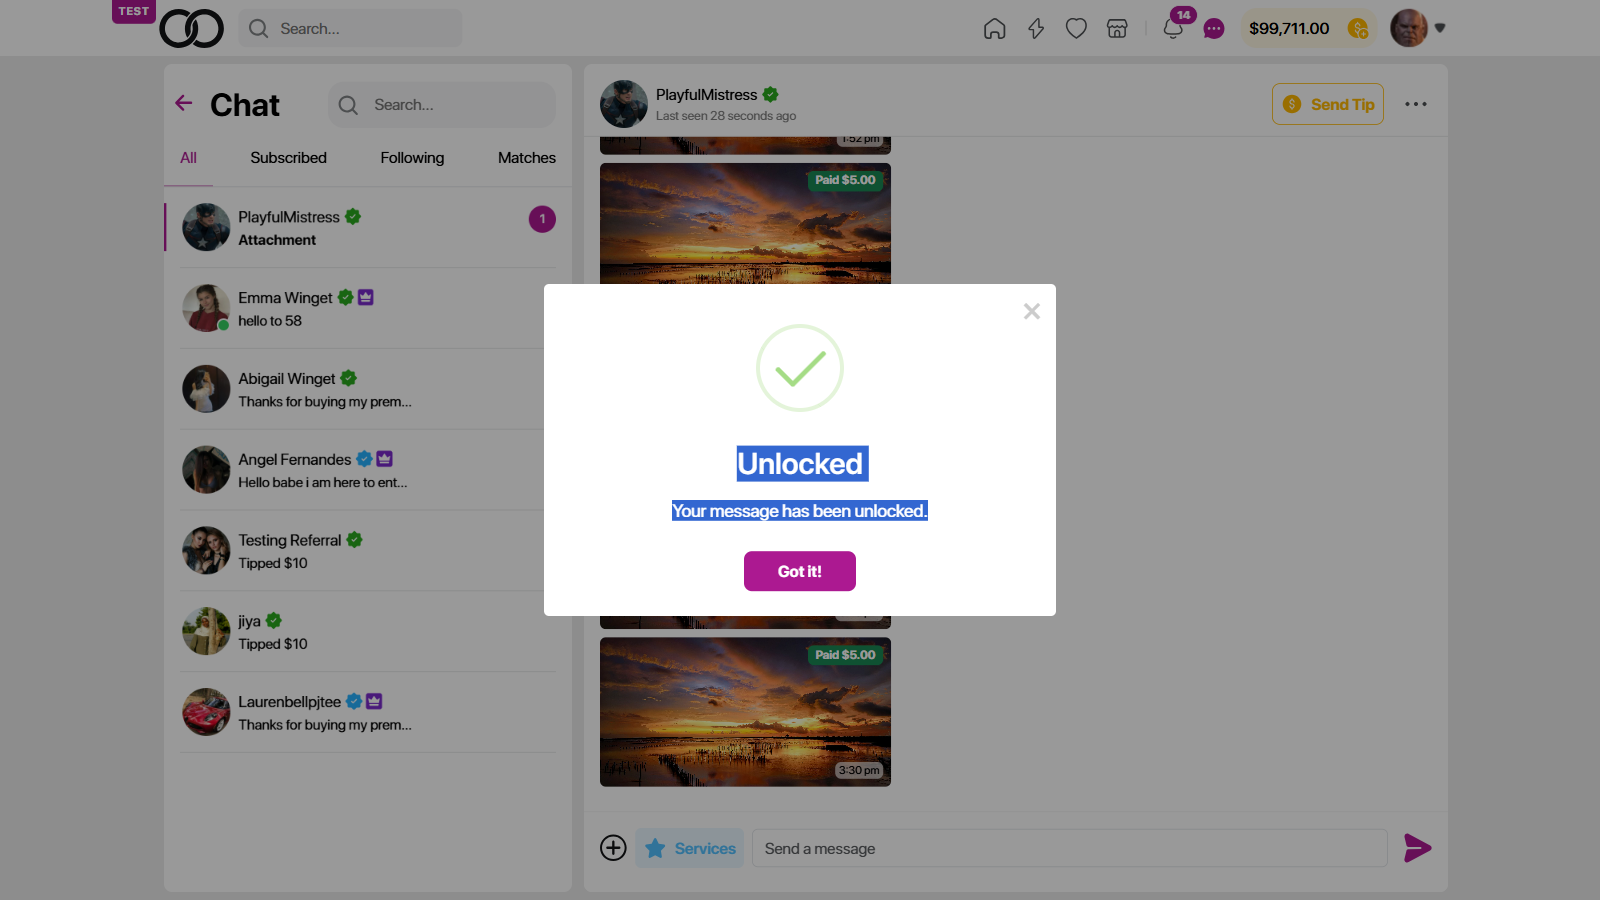 TEST
Search...
14
$99,711.00
Chat
Search...
All
Subscribed
Following
Matches
PlayfulMistress
Attachment
1
Emma Winget
hello to 58
Abigail Winget
Thanks for buying my prem...
Angel Fernandes
Hello babe i am here to ent...
Testing Referral
Tipped $10
jiya
Tipped $10
Laurenbellpjtee
Thanks for buying my prem...
PlayfulMistress
Last seen 28 seconds ago
Send Tip
1:52 pm
Paid $5.00
Unlocked
Your message has been unlocked.
Got it!
Paid $5.00
3:30 pm
Services
Send a message